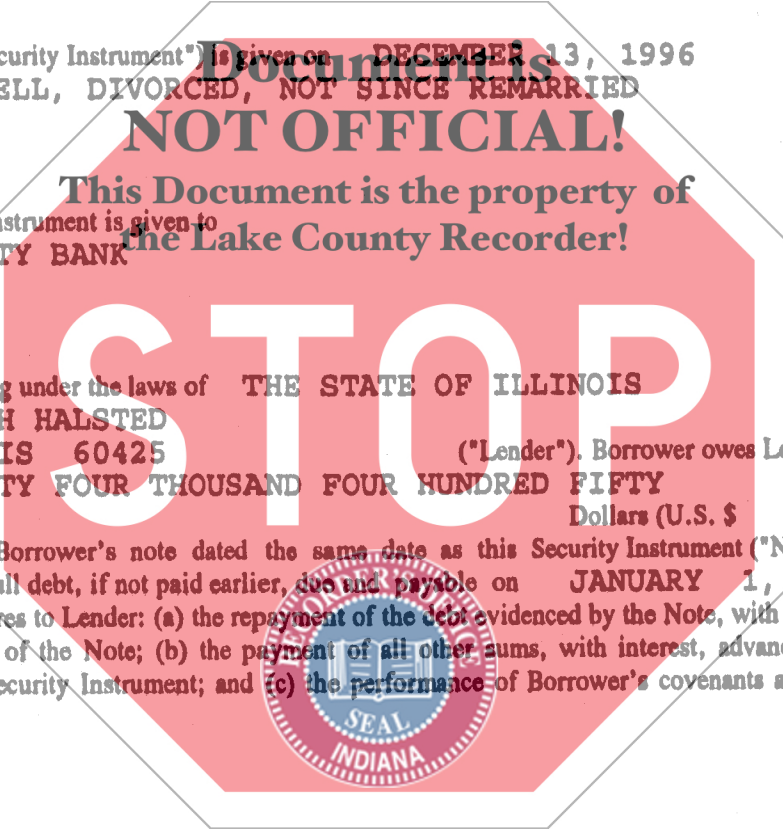 curity Instrument") is given on DECEMBER 13, 1996
Document is
ELL, DIVORCED, NOT SINCE REMARRIED
NOT OFFICIAL!
This Document is the property of
strument is given to
the Lake County Recorder!
TY BANK
STOP
g under the laws of THE STATE OF ILLINOIS
H HALSTED
IS 60425 ("Lender"). Borrower owes Le
TY FOUR THOUSAND FOUR HUNDRED FIFTY
Dollars (U.S. $
Borrower's note dated the same date as this Security Instrument ("N
ll debt, if not paid earlier, due and payable on JANUARY 1,
res to Lender: (a) the repayment of the debt evidenced by the Note, with
of the Note; (b) the payment of all other sums, with interest, advanc
ecurity Instrument; and (c) the performance of Borrower's covenants a
RECORDER'S OFFICE
SEAL
INDIANA